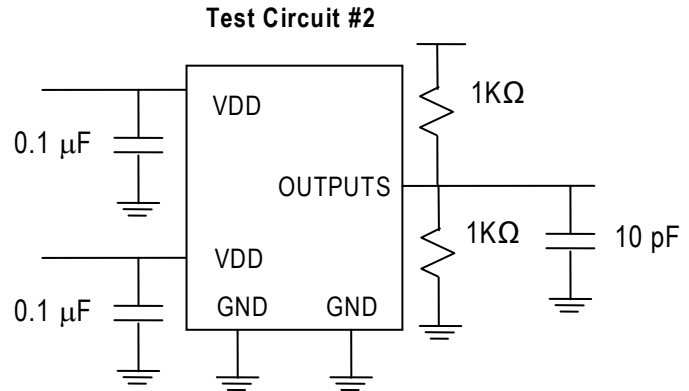 Test Circuit #2
1KΩ
VDD
0.1 μF
OUTPUTS
1KΩ
10 pF
VDD
0.1 μF
GND
GND